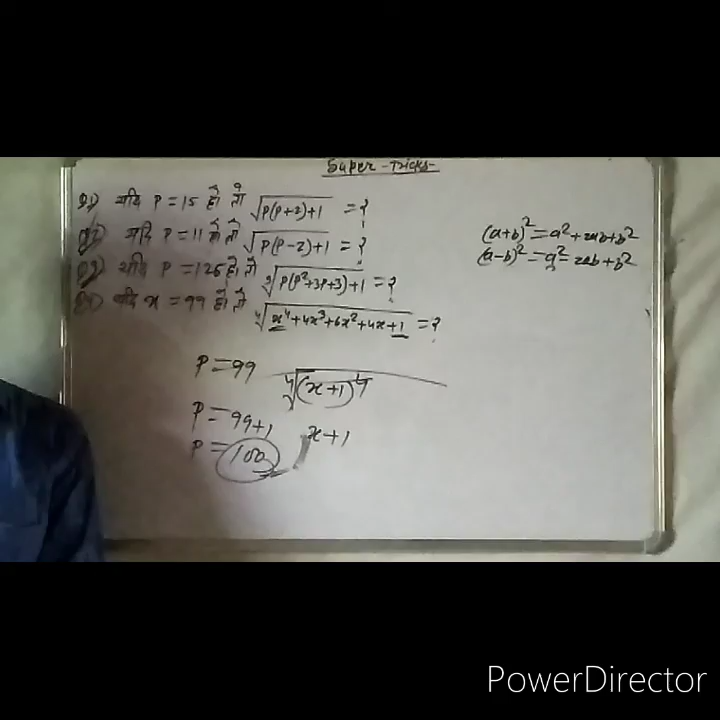 Super-Tricks
Q1) यदि P = 15 हो तो √P(P+2)+1 = ?
Q2) यदि P = 11 हो तो √P(P-2)+1 = ?
Q3) यदि P = 125 हो तो ∛P(P²+3P+3)+1 = ?
Q4) यदि x = 99 हो तो ∜x⁴+4x³+6x²+4x+1 = ?
(a+b)² = a²+2ab+b²
(a-b)² = a²-2ab+b²
P = 99
∜(x+1)⁴
P = 99+1
x+1
P = 100
PowerDirector